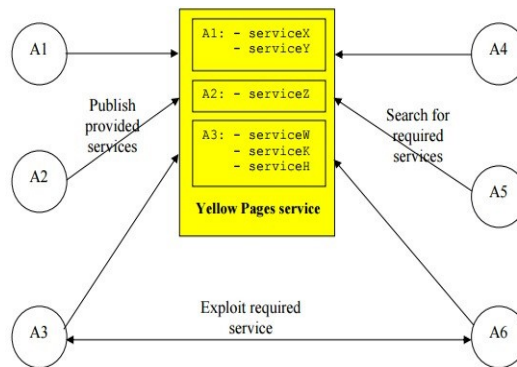 A1
A1: - serviceX
- serviceY
A4
A2: - serviceZ
Publish
provided
services
Search for
required
services
A3: - serviceW
- serviceK
- serviceH
A2
A5
Yellow Pages service
Exploit required
service
A3
A6